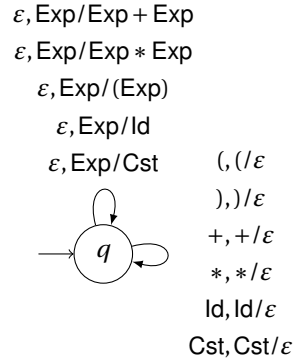 ε, Exp/Exp + Exp
ε, Exp/Exp ∗ Exp
ε, Exp/(Exp)
ε, Exp/Id
ε, Exp/Cst
(, (/ε
), )/ε
+, +/ε
∗, ∗/ε
Id, Id/ε
Cst, Cst/ε
q